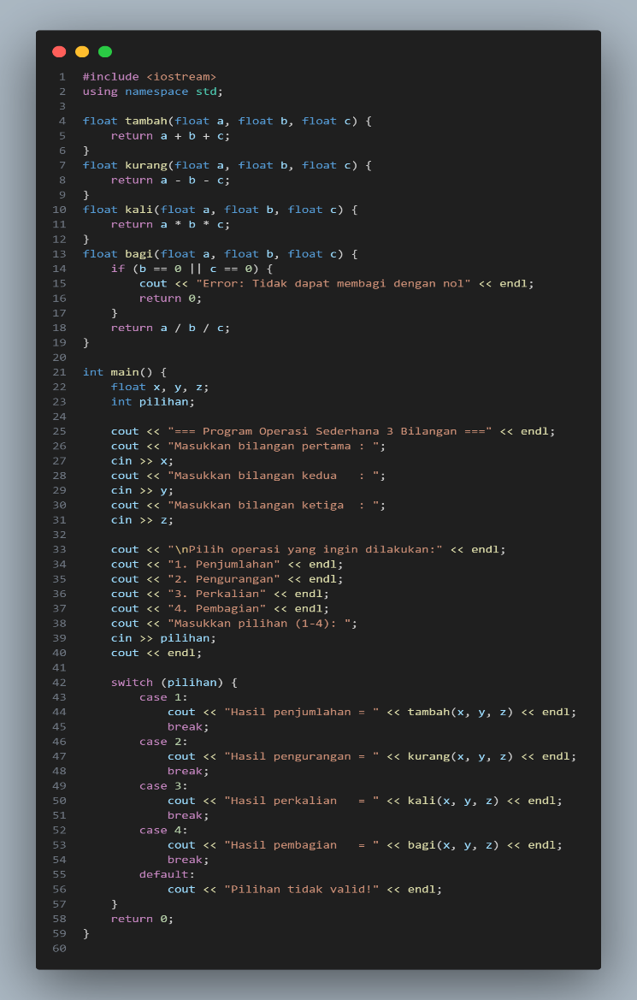 1 #include <iostream>
2 using namespace std;
3
4 float tambah(float a, float b, float c) {
5     return a + b + c;
6 }
7 float kurang(float a, float b, float c) {
8     return a - b - c;
9 }
10 float kali(float a, float b, float c) {
11     return a * b * c;
12 }
13 float bagi(float a, float b, float c) {
14     if (b == 0 || c == 0) {
15         cout << "Error: Tidak dapat membagi dengan nol" << endl;
16         return 0;
17     }
18     return a / b / c;
19 }
20
21 int main() {
22     float x, y, z;
23     int pilihan;
24
25     cout << "=== Program Operasi Sederhana 3 Bilangan ===" << endl;
26     cout << "Masukkan bilangan pertama : ";
27     cin >> x;
28     cout << "Masukkan bilangan kedua   : ";
29     cin >> y;
30     cout << "Masukkan bilangan ketiga  : ";
31     cin >> z;
32
33     cout << "\nPilih operasi yang ingin dilakukan:" << endl;
34     cout << "1. Penjumlahan" << endl;
35     cout << "2. Pengurangan" << endl;
36     cout << "3. Perkalian" << endl;
37     cout << "4. Pembagian" << endl;
38     cout << "Masukkan pilihan (1-4): ";
39     cin >> pilihan;
40     cout << endl;
41
42     switch (pilihan) {
43         case 1:
44             cout << "Hasil penjumlahan = " << tambah(x, y, z) << endl;
45             break;
46         case 2:
47             cout << "Hasil pengurangan = " << kurang(x, y, z) << endl;
48             break;
49         case 3:
50             cout << "Hasil perkalian   = " << kali(x, y, z) << endl;
51             break;
52         case 4:
53             cout << "Hasil pembagian   = " << bagi(x, y, z) << endl;
54             break;
55         default:
56             cout << "Pilihan tidak valid!" << endl;
57     }
58     return 0;
59 }
60